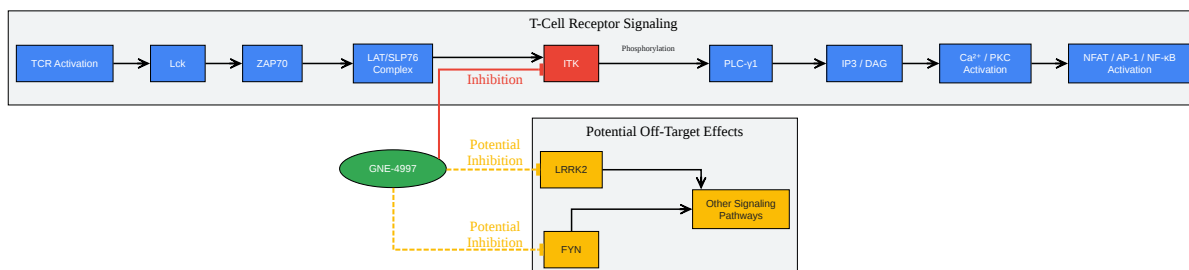 T-Cell Receptor Signaling
TCR Activation
Lck
ZAP70
LAT/SLP76
Complex
ITK
Phosphorylation
PLC-γ1
IP3 / DAG
Ca²⁺ / PKC
Activation
NFAT / AP-1 / NF-κB
Activation
Inhibition
Potential Off-Target Effects
GNE-4997
Potential
Inhibition
LRRK2
Other Signaling
Pathways
Potential
Inhibition
FYN